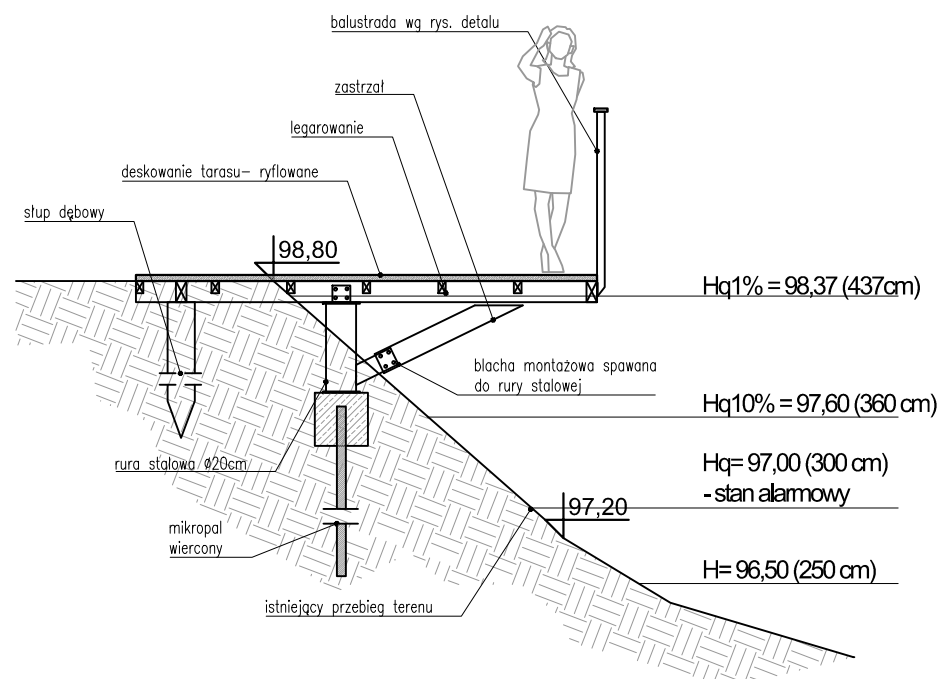 balustrada wg rys. detalu
zastrzał
legarowanie
deskowanie tarasu– ryflowane
słup dębowy
98,80
Hq1% = 98,37 (437cm)
blacha montażowa spawana
do rury stalowej
Hq10% = 97,60 (360 cm)
rura stalowa Ø20cm
Hq= 97,00 (300 cm)
- stan alarmowy
97,20
mikropal
wiercony
H= 96,50 (250 cm)
istniejący przebieg terenu